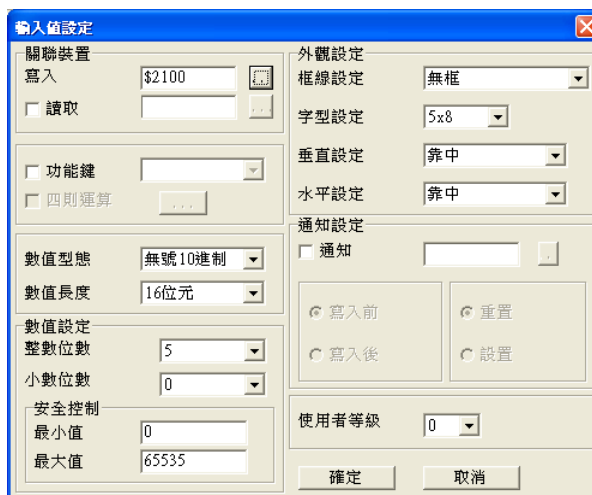 輸入值設定
關聯裝置
寫入 $2100 ...
讀取 ...
功能鍵
四則運算 ...
數值型態 無號10進制
數值長度 16位元
數值設定
整數位數 5
小數位數 0
安全控制
最小值 0
最大值 65535
外觀設定
框線設定 無框
字型設定 5x8
垂直設定 靠中
水平設定 靠中
通知設定
通知 .
寫入前 重置
寫入後 設置
使用者等級 0
確定 取消